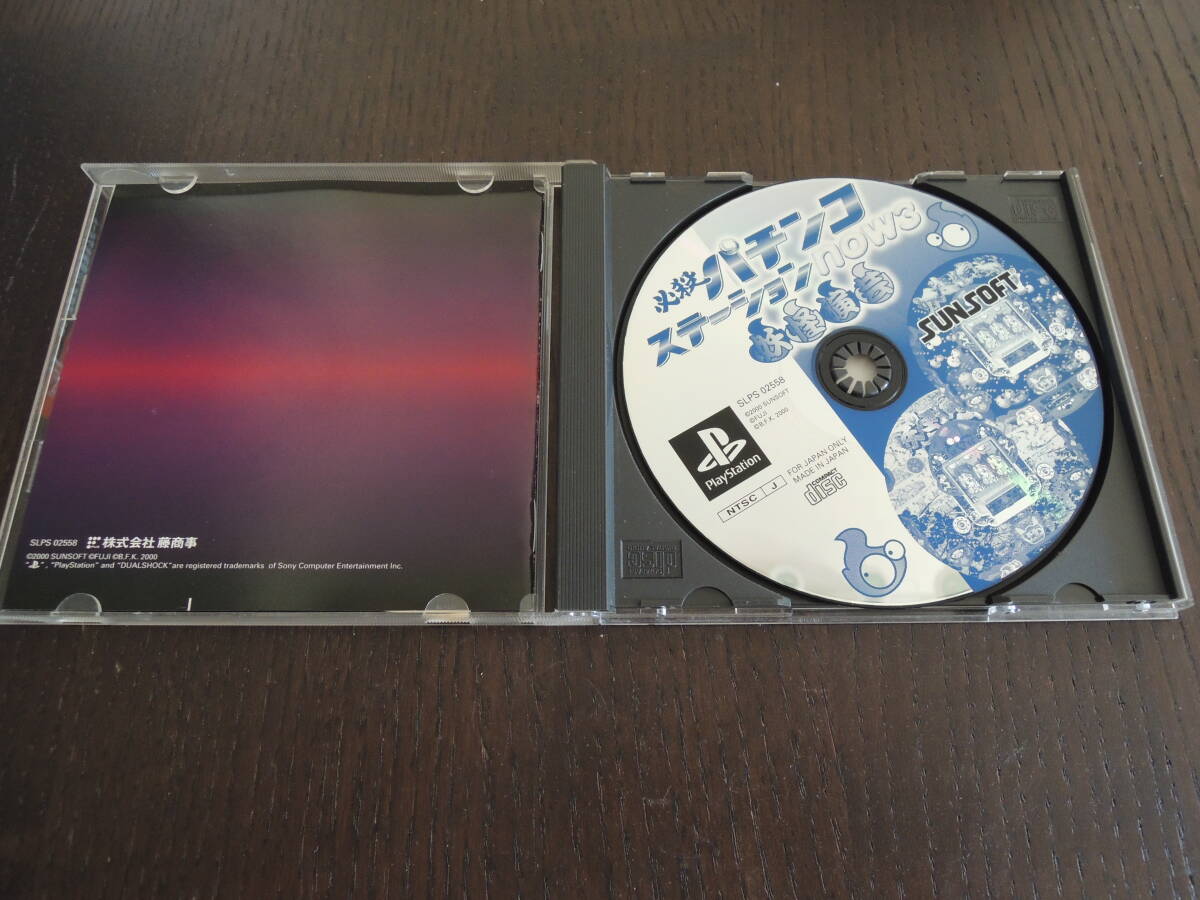 SLPS 02558 株式会社 藤商事
©2000 SUNSOFT ©FUJI ©B.F.K. 2000
" ", "PlayStation" and "DUALSHOCK"are registered trademarks of Sony Computer Entertainment Inc.
必殺パチンコ
ステーションnow3
妖怪演芸
SUNSOFT
SLPS 02558
©2000 SUNSOFT
©FUJI
©B.F.K. 2000
PlayStation
NTSC J
FOR JAPAN ONLY
MADE IN JAPAN
COMPACT
disc